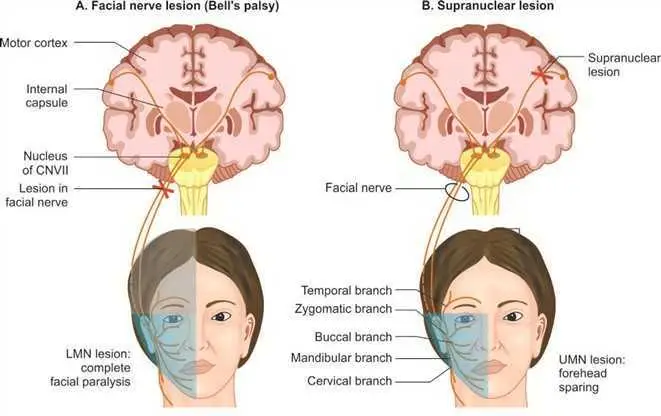 A. Facial nerve lesion (Bell's palsy)
Motor cortex
Internal
capsule
Nucleus
of CNVII
Lesion in
facial nerve
LMN lesion:
complete
facial paralysis
B. Supranuclear lesion
Supranuclear
lesion
Facial nerve
Temporal branch
Zygomatic branch
Buccal branch
Mandibular branch
Cervical branch
UMN lesion:
forehead
sparing